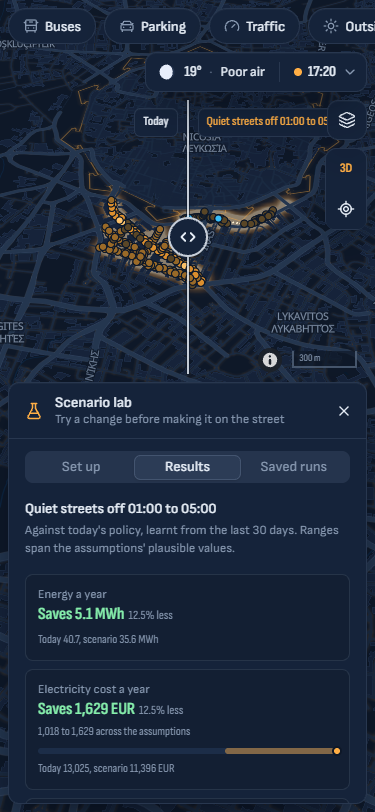 Buses
Parking
Traffic
Outsi
19° · Poor air
17:20
Today
Quiet streets off 01:00 to 05
NICOSIA
ΛΕΥΚΩΣΙΑ
3D
LYKAVITOS
ΛΥΚΑΒΗΤΤΟΣ
300 m
Scenario lab
Try a change before making it on the street
Set up
Results
Saved runs
Quiet streets off 01:00 to 05:00
Against today's policy, learnt from the last 30 days. Ranges
span the assumptions' plausible values.
Energy a year
Saves 5.1 MWh 12.5% less
Today 40.7, scenario 35.6 MWh
Electricity cost a year
Saves 1,629 EUR 12.5% less
1,018 to 1,629 across the assumptions
Today 13,025, scenario 11,396 EUR